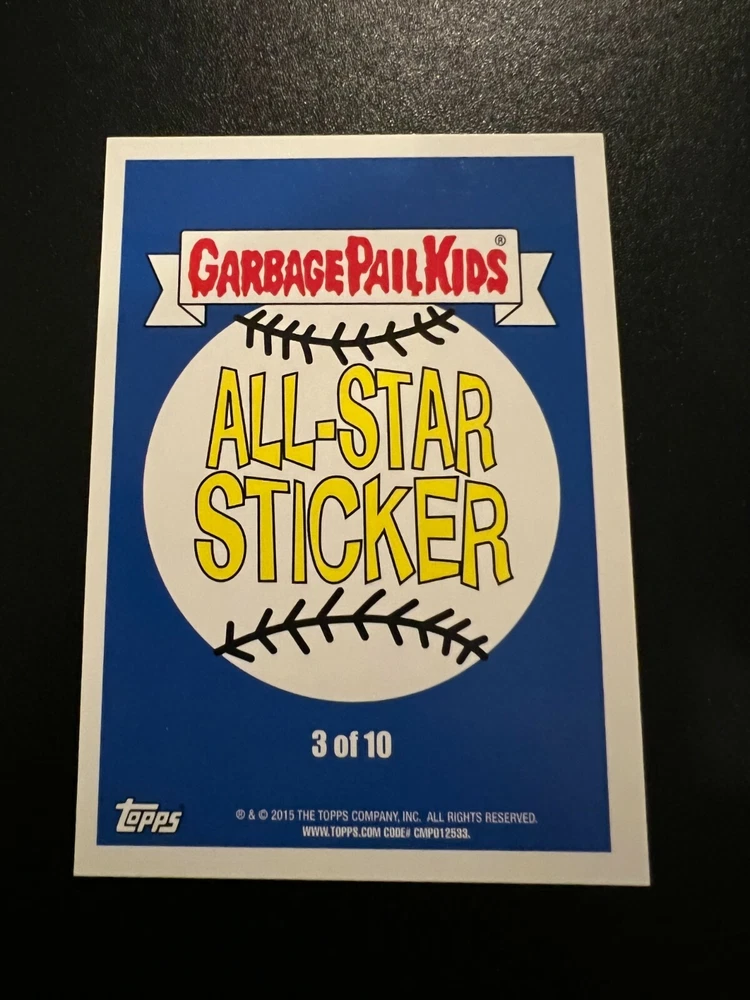 GARBAGE PAIL KIDS®
ALL-STAR
STICKER
3 of 10
topps
® & © 2015 THE TOPPS COMPANY, INC. ALL RIGHTS RESERVED.
WWW.TOPPS.COM CODE# CMPD12533.